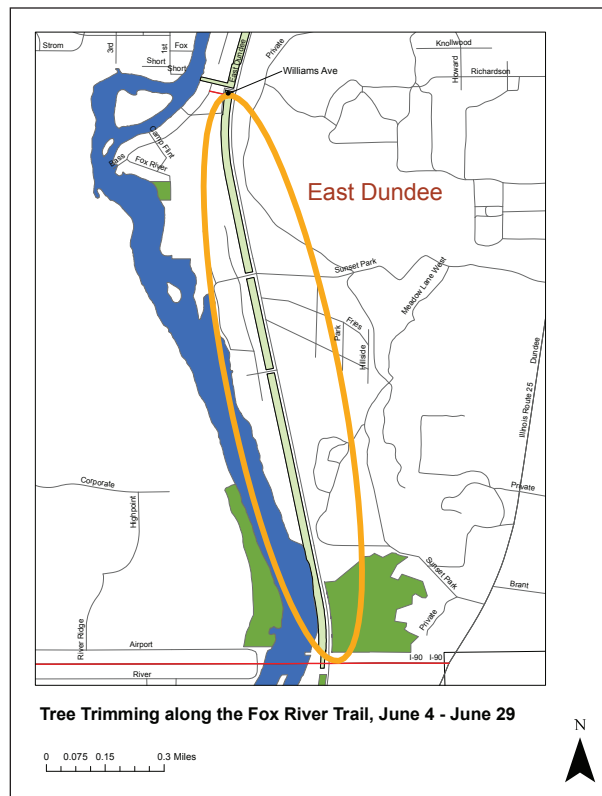 Strom
3rd
1st
Fox
Short
Short
East Dundee
Private
Knollwood
Howard
Richardson
Williams Ave
Camp Flint
Bass
Fox River
East Dundee
Sunset Park
Meadow Lane West
Fries
Park
Hillside
Dundee
Illinois Route 25
Corporate
Highpoint
Private
Sunset Park
Brant
Private
River Ridge
Airport
I-90 I-90
River
Tree Trimming along the Fox River Trail, June 4 - June 29
N
0 0.075 0.15 0.3 Miles